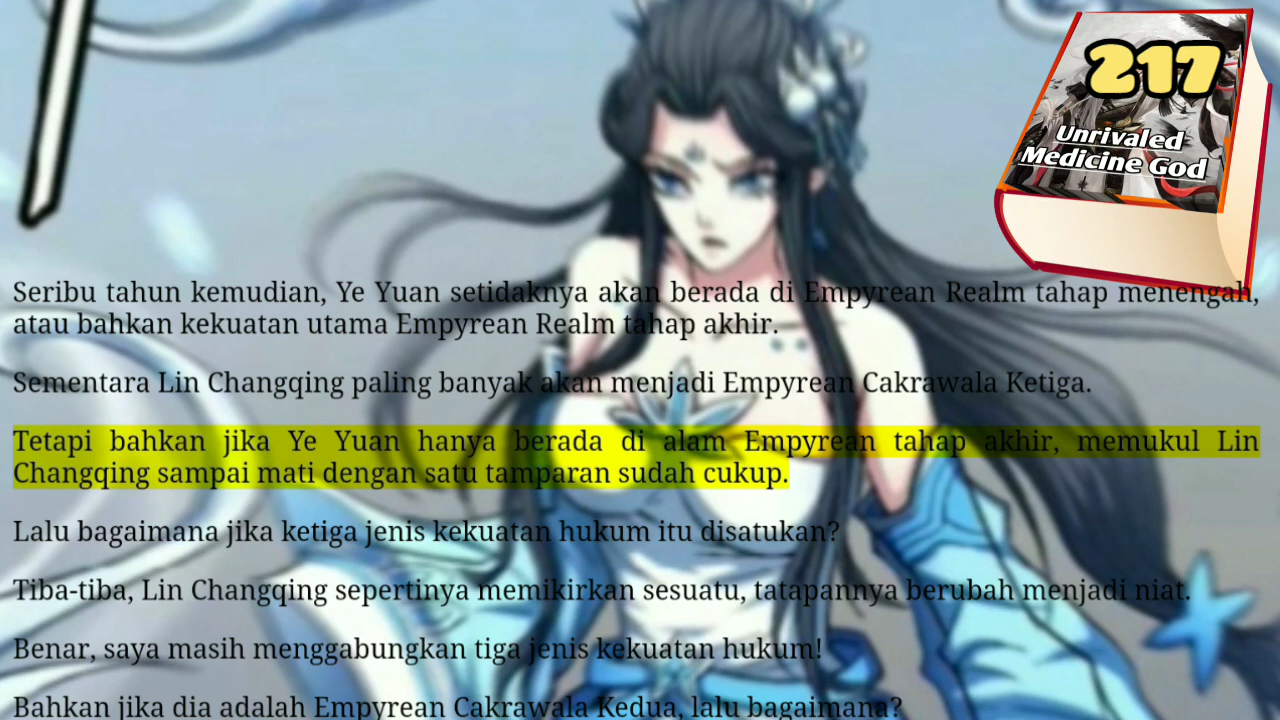 217
Unrivaled
Medicine God
Seribu tahun kemudian, Ye Yuan setidaknya akan berada di Empyrean Realm tahap menengah,
atau bahkan kekuatan utama Empyrean Realm tahap akhir.
Sementara Lin Changqing paling banyak akan menjadi Empyrean Cakrawala Ketiga.
Tetapi bahkan jika Ye Yuan hanya berada di alam Empyrean tahap akhir, memukul Lin
Changqing sampai mati dengan satu tamparan sudah cukup.
Lalu bagaimana jika ketiga jenis kekuatan hukum itu disatukan?
Tiba-tiba, Lin Changqing sepertinya memikirkan sesuatu, tatapannya berubah menjadi niat.
Benar, saya masih menggabungkan tiga jenis kekuatan hukum!
Bahkan jika dia adalah Empyrean Cakrawala Kedua, lalu bagaimana?